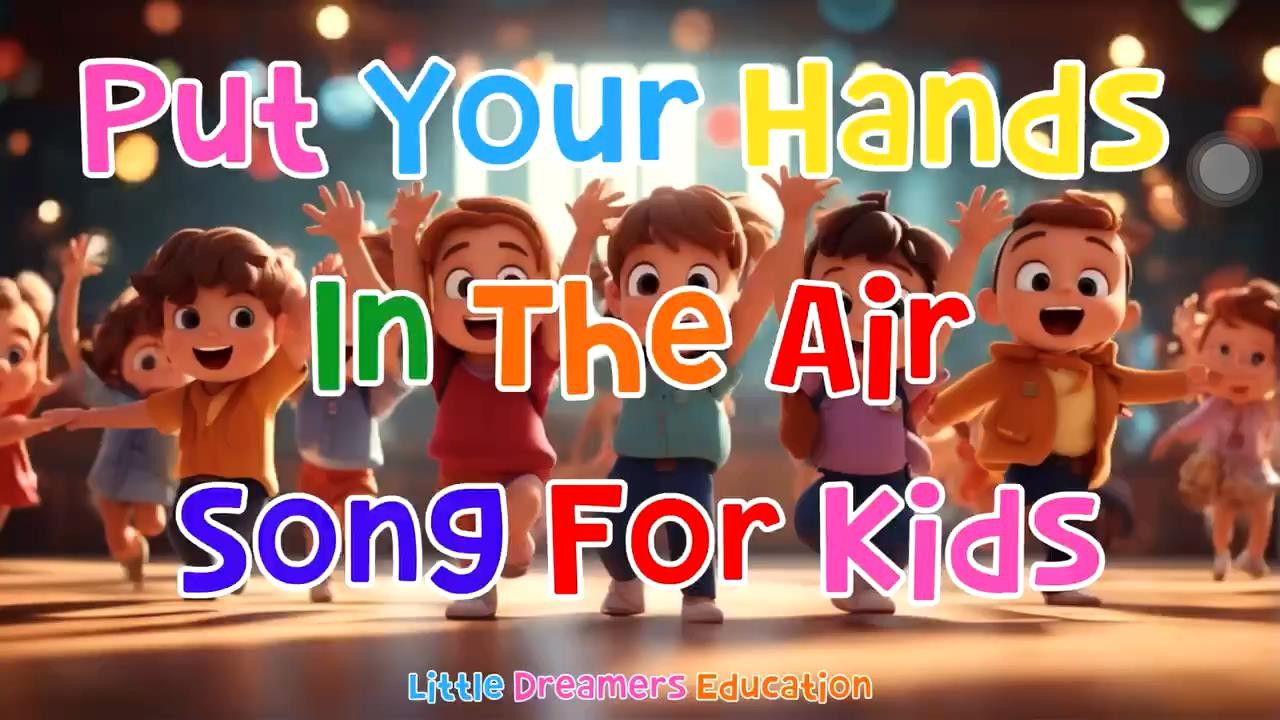 Put Your Hands
In The Air
Song For Kids
Little Dreamers Education